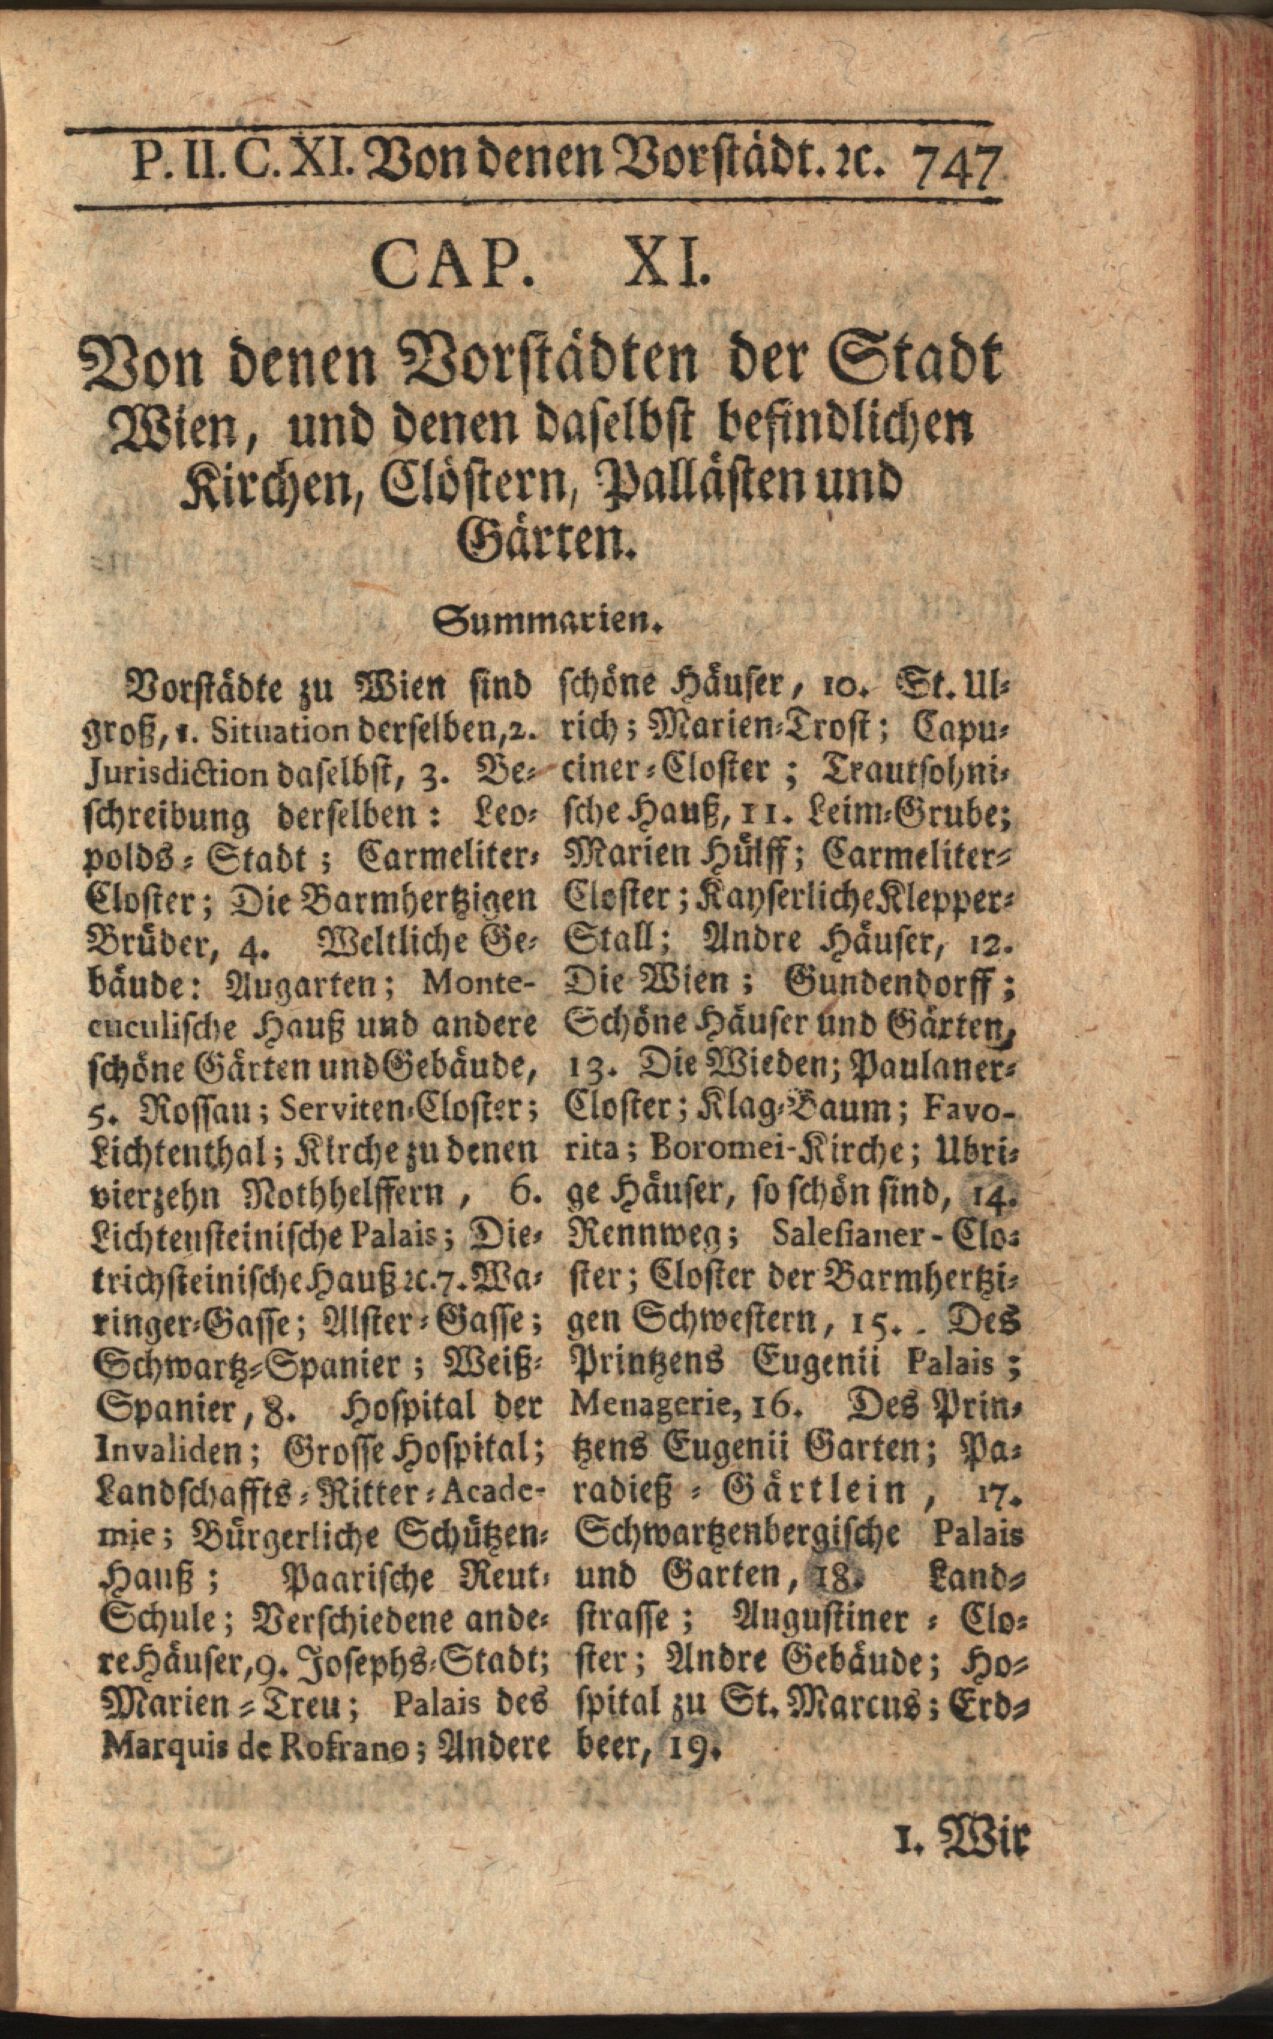 P. II. C. XI. Von denen Vorstädt. ꝛc. 747
CAP. XI.
Von denen Vorstädten der Stadt
Wien, und denen daselbst befindlichen
Kirchen, Clöstern, Pallästen und
Gärten.
Summarien.
Vorstädte zu Wien sind
groß, 1. Situation derselben, 2.
Jurisdiction daselbst, 3. Be-
schreibung derselben: Leo-
polds-Stadt; Carmeliter-
Closter; Die Barmhertzigen
Brüder, 4. Weltliche Ge-
bäude: Augarten; Monte-
cuculische Hauß und andere
schöne Gärten und Gebäude,
5. Rossau; Serviten-Closter;
Lichtenthal; Kirche zu denen
vierzehn Nothhelffern, 6.
Lichtensteinische Palais; Die-
trichsteinische Hauß ꝛc. 7. Wa-
ringer-Gasse; Alster-Gasse;
Schwartz-Spanier; Weiß-
Spanier, 8. Hospital der
Invaliden; Grosse Hospital;
Landschaffts-Ritter-Acade-
mie; Bürgerliche Schützen-
Hauß; Paarische Reut-
Schule; Verschiedene ande-
re Häuser, 9. Josephs-Stadt;
Marien-Treu; Palais des
Marquis de Rofrano; Andere
schöne Häuser, 10. St. Ul-
rich; Marien-Trost; Capu-
ciner-Closter; Trautsohni-
sche Hauß, 11. Leim-Grube;
Marien Hülff; Carmeliter-
Closter; Kayserliche Klepper-
Stall; Andre Häuser, 12.
Die Wien; Gundendorff;
Schöne Häuser und Gärten,
13. Die Wieden; Paulaner-
Closter; Klag-Baum; Favo-
rita; Boromei-Kirche; Ubri-
ge Häuser, so schön sind, 14.
Rennweg; Salesianer-Clo-
ster; Closter der Barmhertzi-
gen Schwestern, 15. Des
Printzens Eugenii Palais;
Menagerie, 16. Des Prin-
tzens Eugenii Garten; Pa-
radieß-Gärtlein, 17.
Schwartzenbergische Palais
und Garten, 18. Land-
strasse; Augustiner-Clo-
ster; Andre Gebäude; Ho-
spital zu St. Marcus; Erd-
beer, 19.
1. Wir